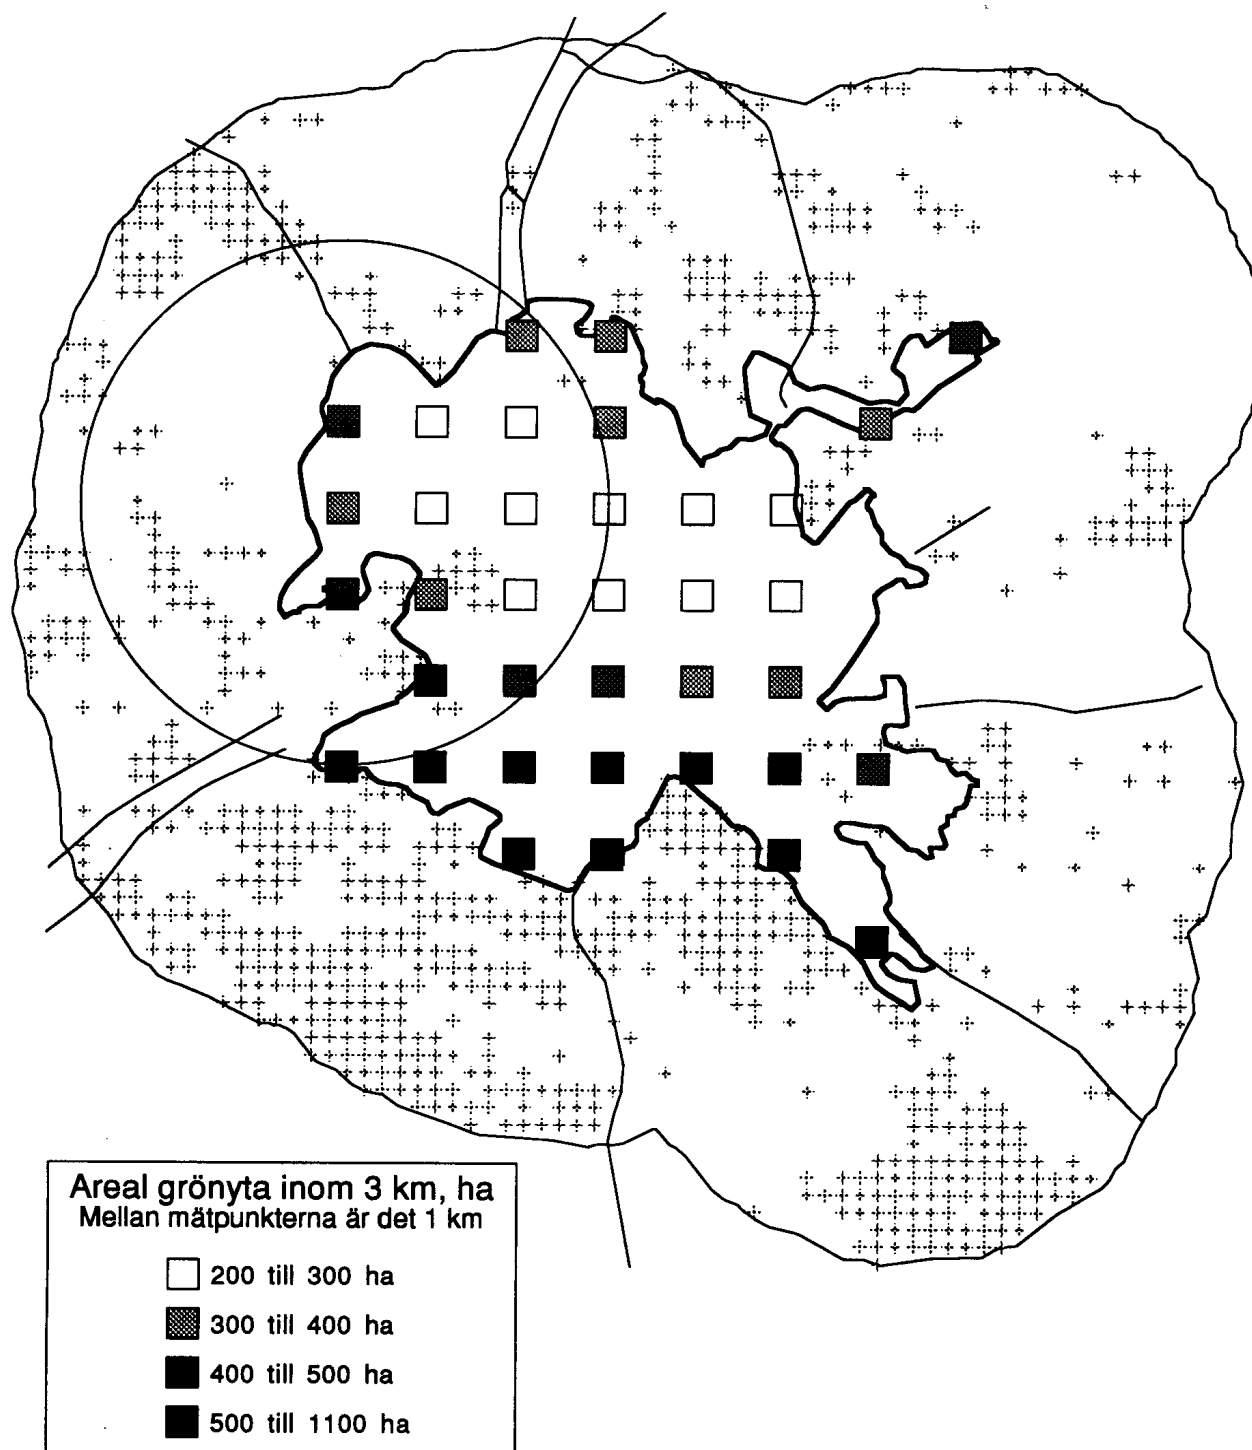 Areal grönyta inom 3 km, ha
Mellan mätpunkterna är det 1 km
200 till 300 ha
300 till 400 ha
400 till 500 ha
500 till 1100 ha